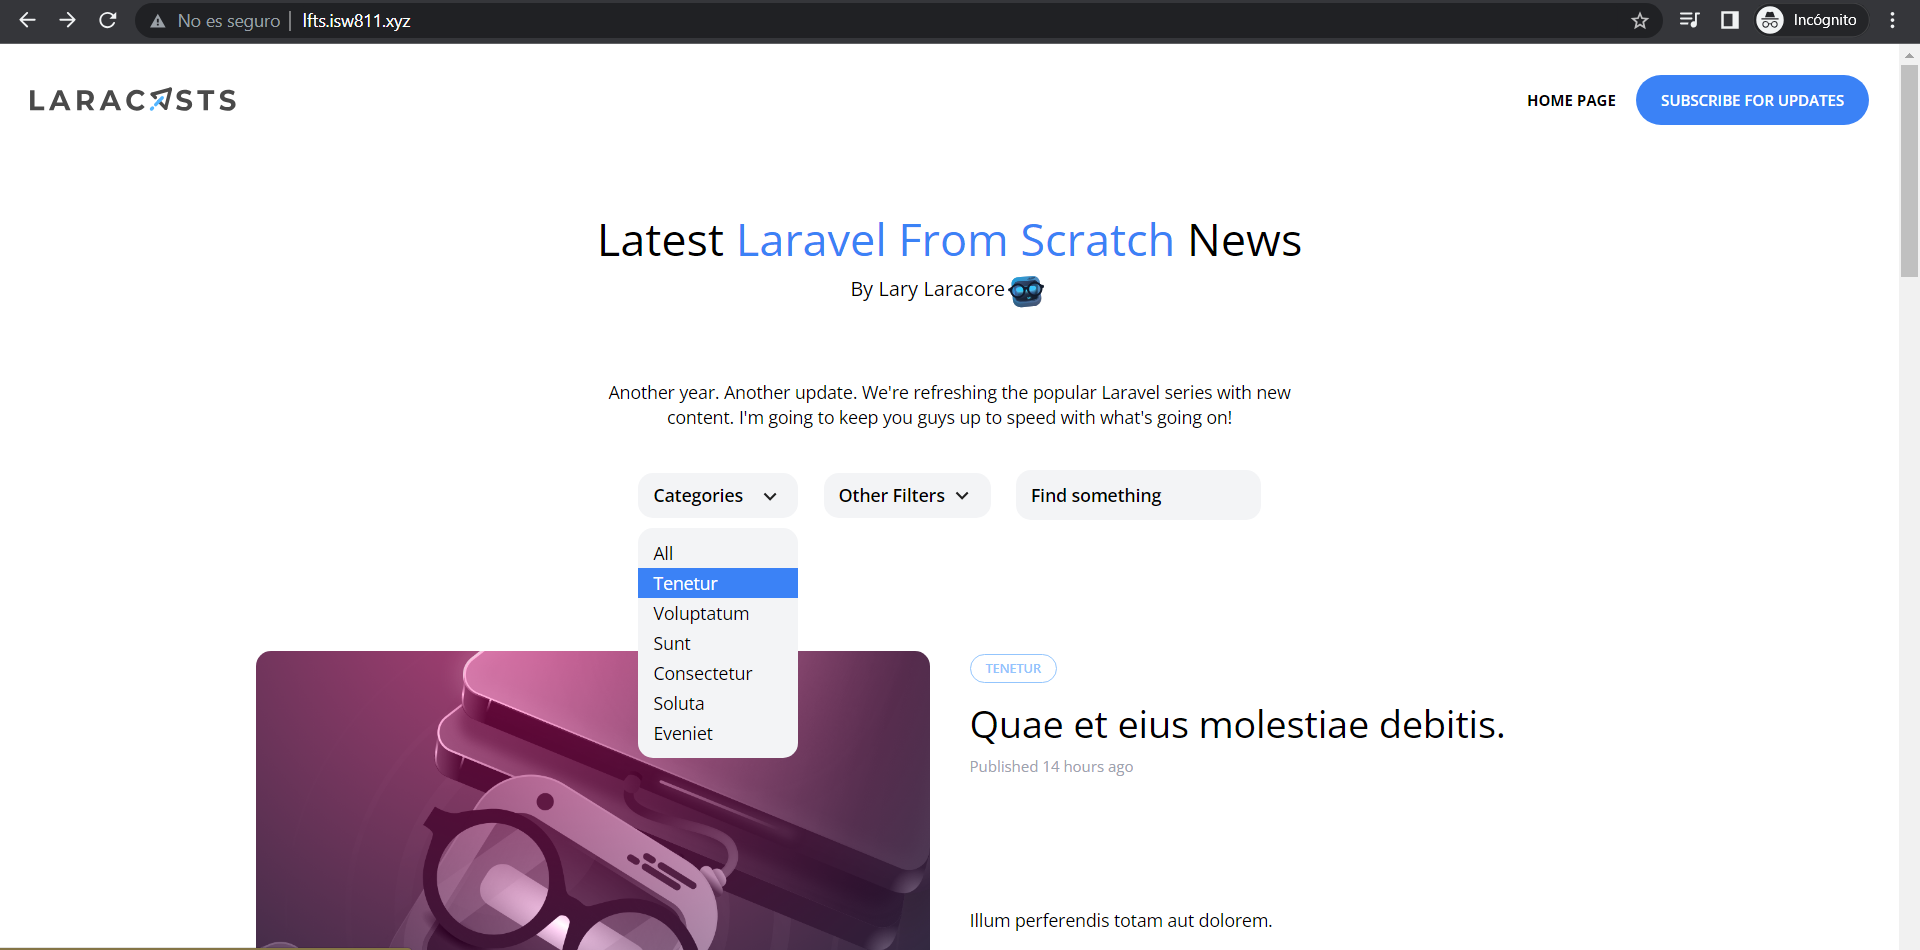 No es seguro | lfts.isw811.xyz
Incógnito
LARACASTS
HOME PAGE
SUBSCRIBE FOR UPDATES
Latest Laravel From Scratch News
By Lary Laracore
Another year. Another update. We're refreshing the popular Laravel series with new
content. I'm going to keep you guys up to speed with what's going on!
Categories
Other Filters
Find something
All
Tenetur
Voluptatum
Sunt
Consectetur
Soluta
Eveniet
TENETUR
Quae et eius molestiae debitis.
Published 14 hours ago
Illum perferendis totam aut dolorem.